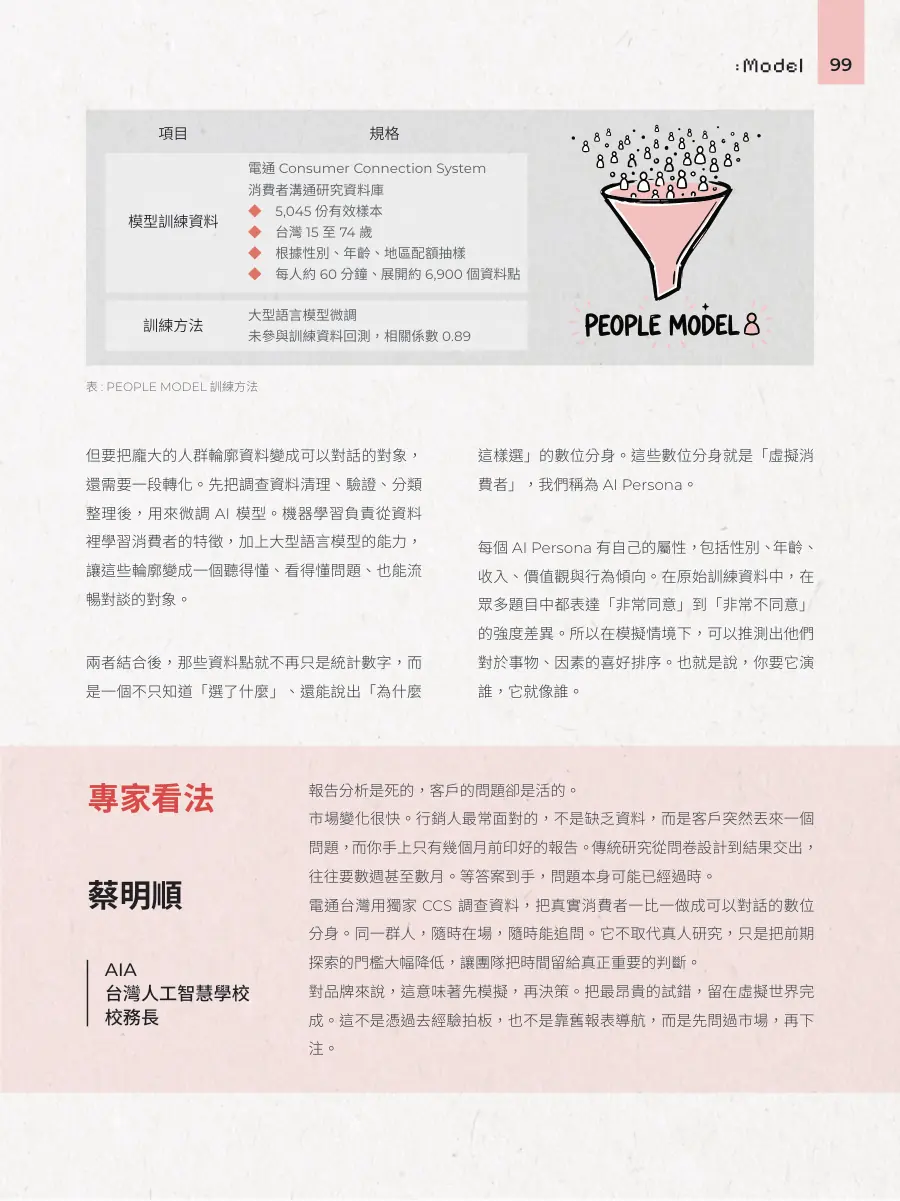 :Model 99
項目 規格
模型訓練資料
電通 Consumer Connection System
消費者溝通研究資料庫
◆ 5,045 份有效樣本
◆ 台灣 15 至 74 歲
◆ 根據性別、年齡、地區配額抽樣
◆ 每人約 60 分鐘、展開約 6,900 個資料點
訓練方法
大型語言模型微調
未參與訓練資料回測，相關係數 0.89
PEOPLE MODEL
表 : PEOPLE MODEL 訓練方法
但要把龐大的人群輪廓資料變成可以對話的對象，
還需要一段轉化。先把調查資料清理、驗證、分類
整理後，用來微調 AI 模型。機器學習負責從資料
裡學習消費者的特徵，加上大型語言模型的能力，
讓這些輪廓變成一個聽得懂、看得懂問題、也能流
暢對談的對象。
兩者結合後，那些資料點就不再只是統計數字，而
是一個不只知道「選了什麼」、還能說出「為什麼
這樣選」的數位分身。這些數位分身就是「虛擬消
費者」，我們稱為 AI Persona。
每個 AI Persona 有自己的屬性，包括性別、年齡、
收入、價值觀與行為傾向。在原始訓練資料中，在
眾多題目中都表達「非常同意」到「非常不同意」
的強度差異。所以在模擬情境下，可以推測出他們
對於事物、因素的喜好排序。也就是說，你要它演
誰，它就像誰。
專家看法
蔡明順
AIA
台灣人工智慧學校
校務長
報告分析是死的，客戶的問題卻是活的。
市場變化很快。行銷人最常面對的，不是缺乏資料，而是客戶突然丟來一個
問題，而你手上只有幾個月前印好的報告。傳統研究從問卷設計到結果交出，
往往要數週甚至數月。等答案到手，問題本身可能已經過時。
電通台灣用獨家 CCS 調查資料，把真實消費者一比一做成可以對話的數位
分身。同一群人，隨時在場，隨時能追問。它不取代真人研究，只是把前期
探索的門檻大幅降低，讓團隊把時間留給真正重要的判斷。
對品牌來說，這意味著先模擬，再決策。把最昂貴的試錯，留在虛擬世界完
成。這不是憑過去經驗拍板，也不是靠舊報表導航，而是先問過市場，再下
注。